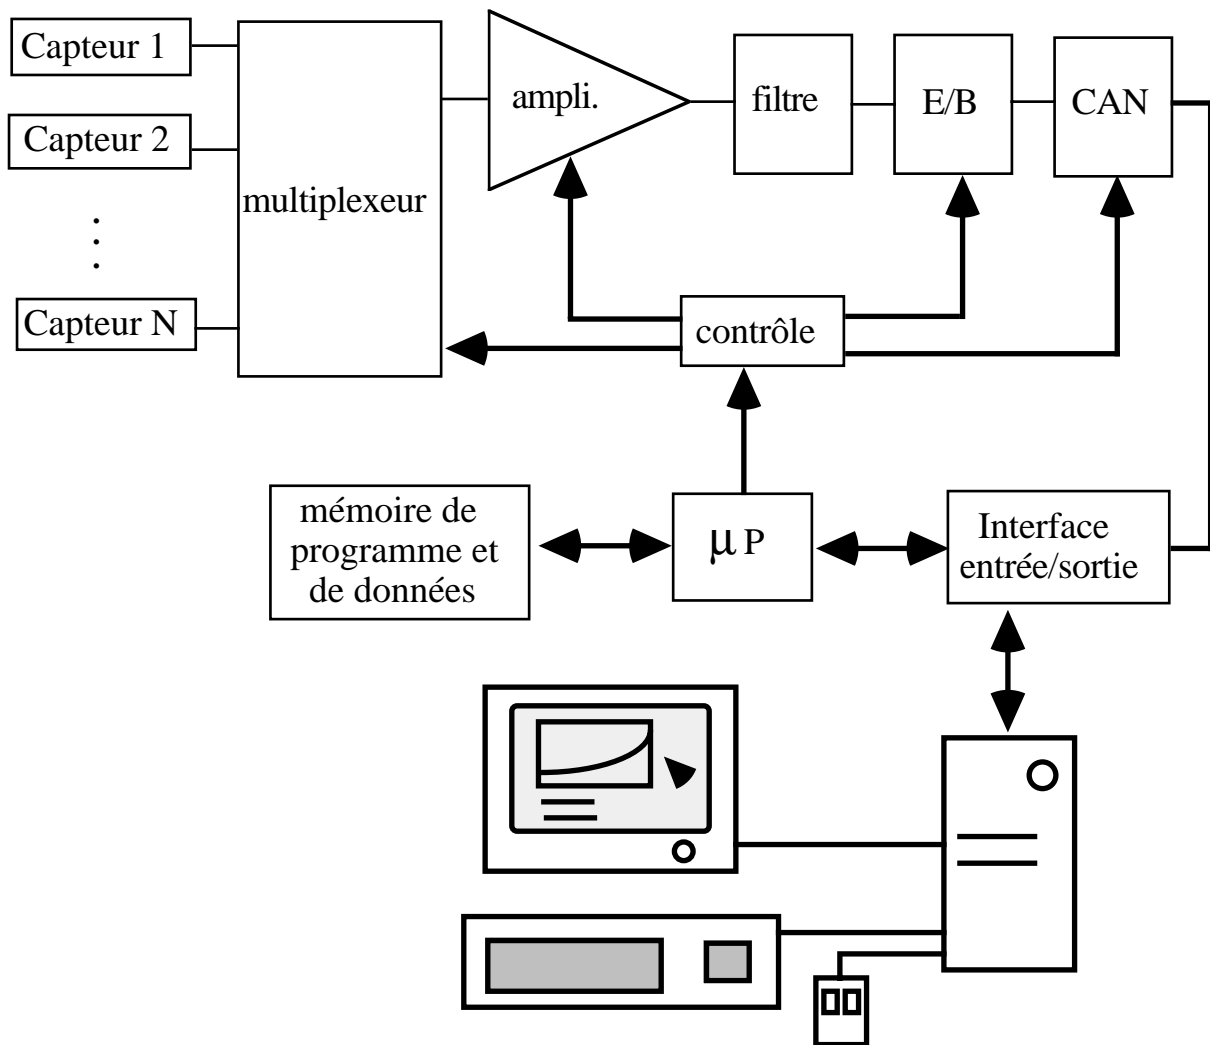 Capteur 1
Capteur 2
Capteur N
multiplexeur
ampli.
filtre
E/B
CAN
contrôle
mémoire de
programme et
de données
µ P
Interface
entrée/sortie